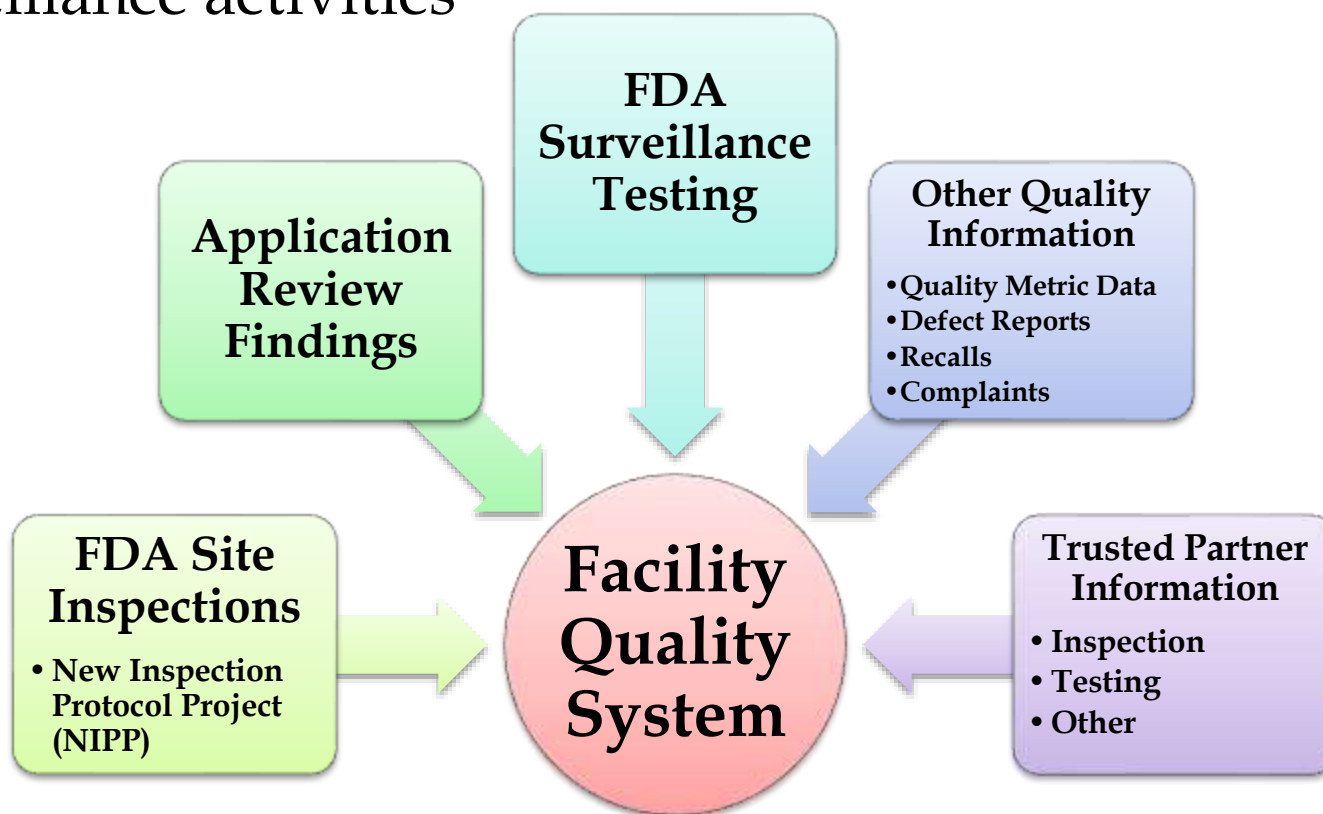 activities
FDA
Surveillance
Testing
Application
Review
Findings
Other Quality
Information
•Quality Metric Data
•Defect Reports
•Recalls
•Complaints
FDA Site
Inspections
• New Inspection
Protocol Project
(NIPP)
Facility
Quality
System
Trusted Partner
Information
• Inspection
• Testing
• Other